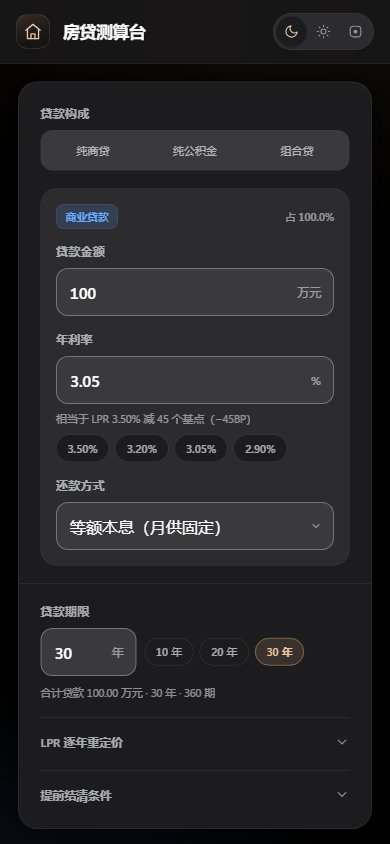 房贷测算台
贷款构成
纯商贷 纯公积金 组合贷
商业贷款 占 100.0%
贷款金额
100 万元
年利率
3.05 %
相当于 LPR 3.50% 减 45 个基点（−45BP）
3.50% 3.20% 3.05% 2.90%
还款方式
等额本息（月供固定）
贷款期限
30 年 10 年 20 年 30 年
合计贷款 100.00 万元 · 30 年 · 360 期
LPR 逐年重定价
提前结清条件